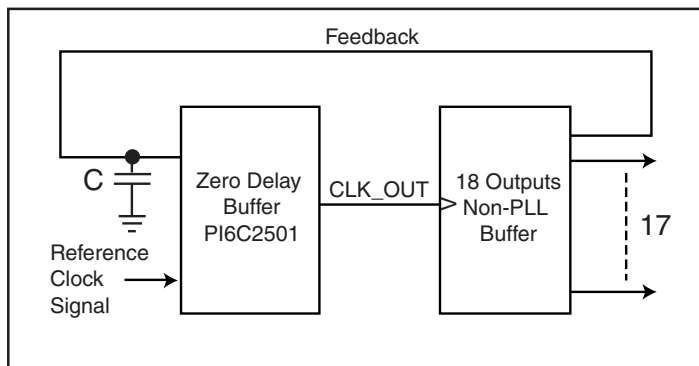 Feedback
C
Zero Delay
Buffer
PI6C2501
CLK_OUT
18 Outputs
Non-PLL
Buffer
17
Reference
Clock
Signal